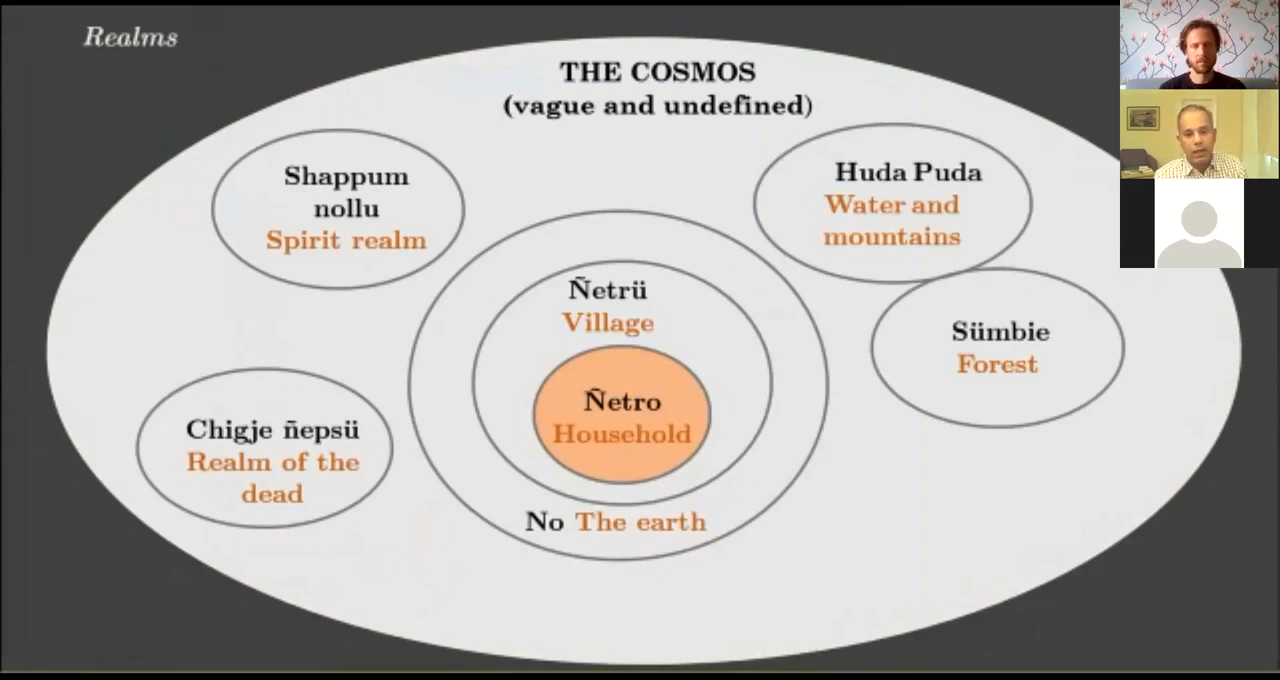 Realms
THE COSMOS
(vague and undefined)
Shappum
nollu
Spirit realm
Huda Puda
Water and
mountains
Ñetrü
Village
Sümbie
Forest
Ñetro
Household
Chigje ñepsü
Realm of the
dead
No The earth